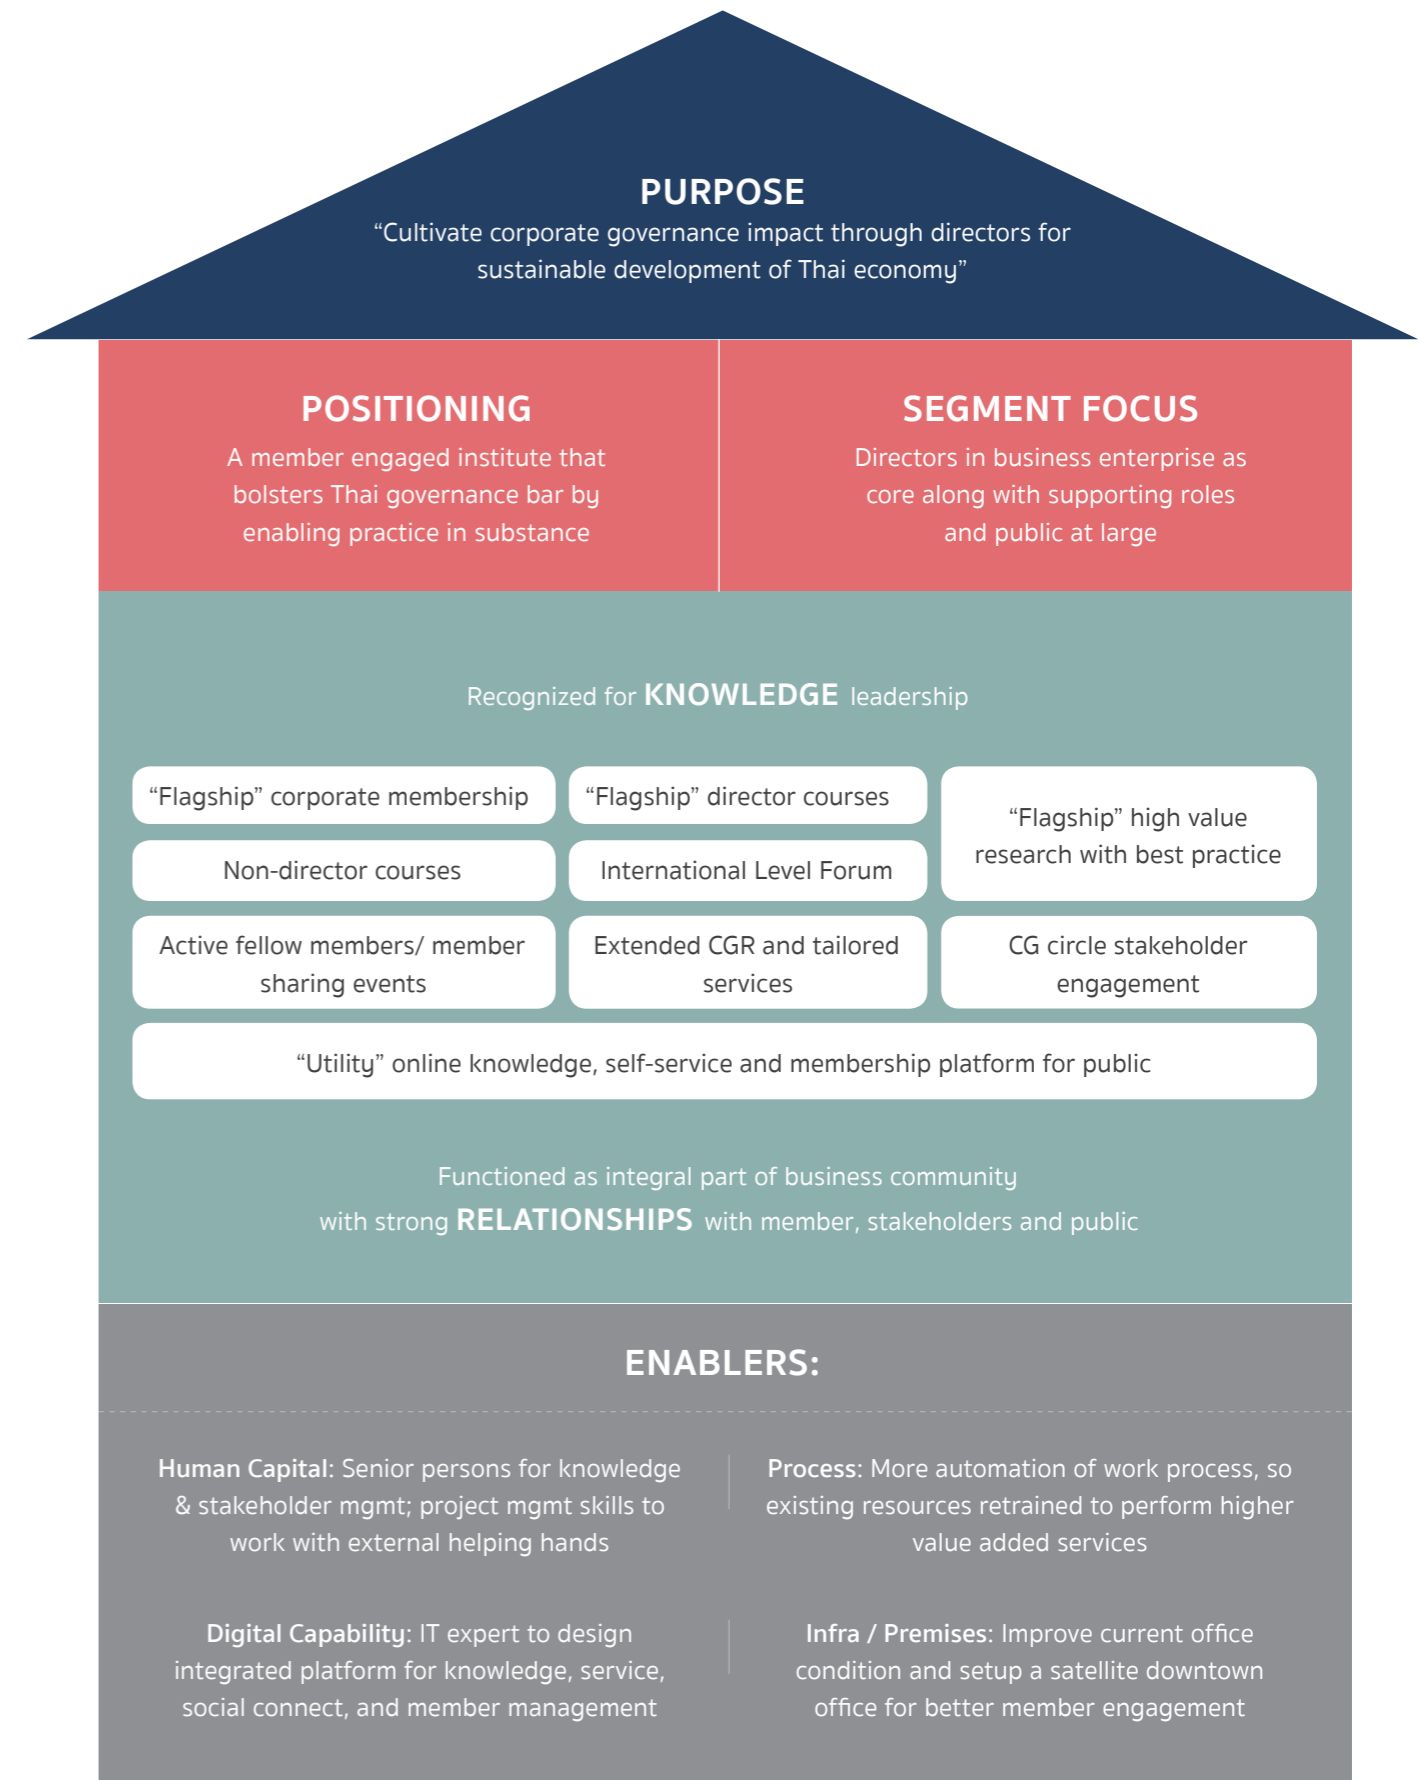 PURPOSE
“Cultivate corporate governance impact through directors for
sustainable development of Thai economy”
POSITIONING
A member engaged institute that
bolsters Thai governance bar by
enabling practice in substance
SEGMENT FOCUS
Directors in business enterprise as
core along with supporting roles
and public at large
Recognized for KNOWLEDGE leadership
“Flagship” corporate membership
“Flagship” director courses
“Flagship” high value
research with best practice
Non-director courses
International Level Forum
Active fellow members/ member
sharing events
Extended CGR and tailored
services
CG circle stakeholder
engagement
“Utility” online knowledge, self-service and membership platform for public
Functioned as integral part of business community
with strong RELATIONSHIPS with member, stakeholders and public
ENABLERS:
Human Capital: Senior persons for knowledge
& stakeholder mgmt; project mgmt skills to
work with external helping hands
Process: More automation of work process, so
existing resources retrained to perform higher
value added services
Digital Capability: IT expert to design
integrated platform for knowledge, service,
social connect, and member management
Infra / Premises: Improve current office
condition and setup a satellite downtown
office for better member engagement